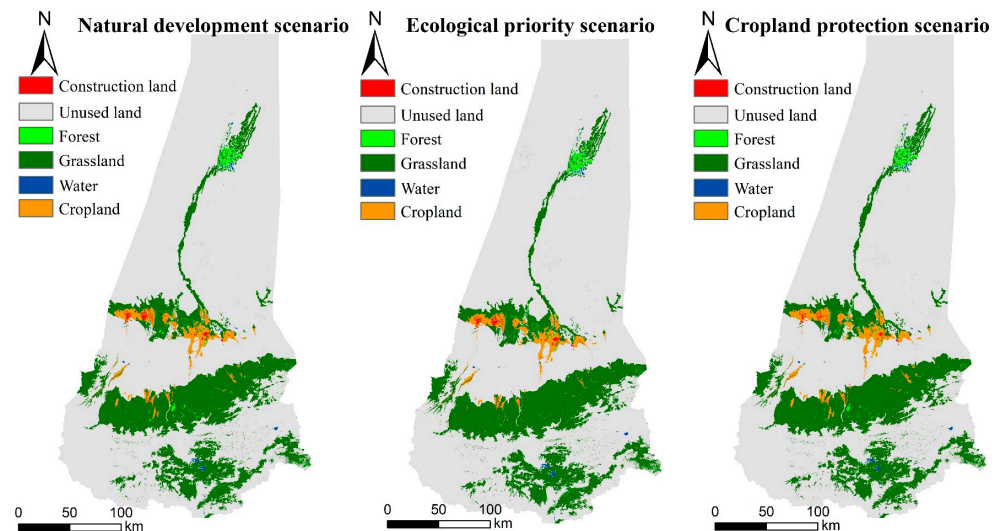 Natural development scenario
N
Construction land
Unused land
Forest
Grassland
Water
Cropland
0 50 100
km
Ecological priority scenario
N
Construction land
Unused land
Forest
Grassland
Water
Cropland
0 50 100
km
Cropland protection scenario
N
Construction land
Unused land
Forest
Grassland
Water
Cropland
0 50 100
km